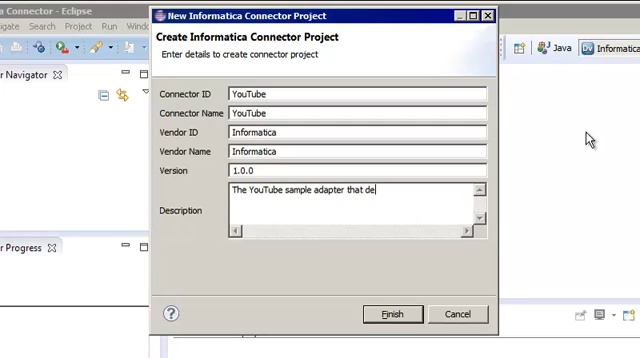 a Connector - Eclipse
igate Search Project Run Windo
Java
Informatica
r Navigator
r Progress
New Informatica Connector Project
Create Informatica Connector Project
Enter details to create connector project
Connector ID YouTube
Connector Name YouTube
Vendor ID Informatica
Vendor Name Informatica
Version 1.0.0
Description The YouTube sample adapter that de
? Finish Cancel